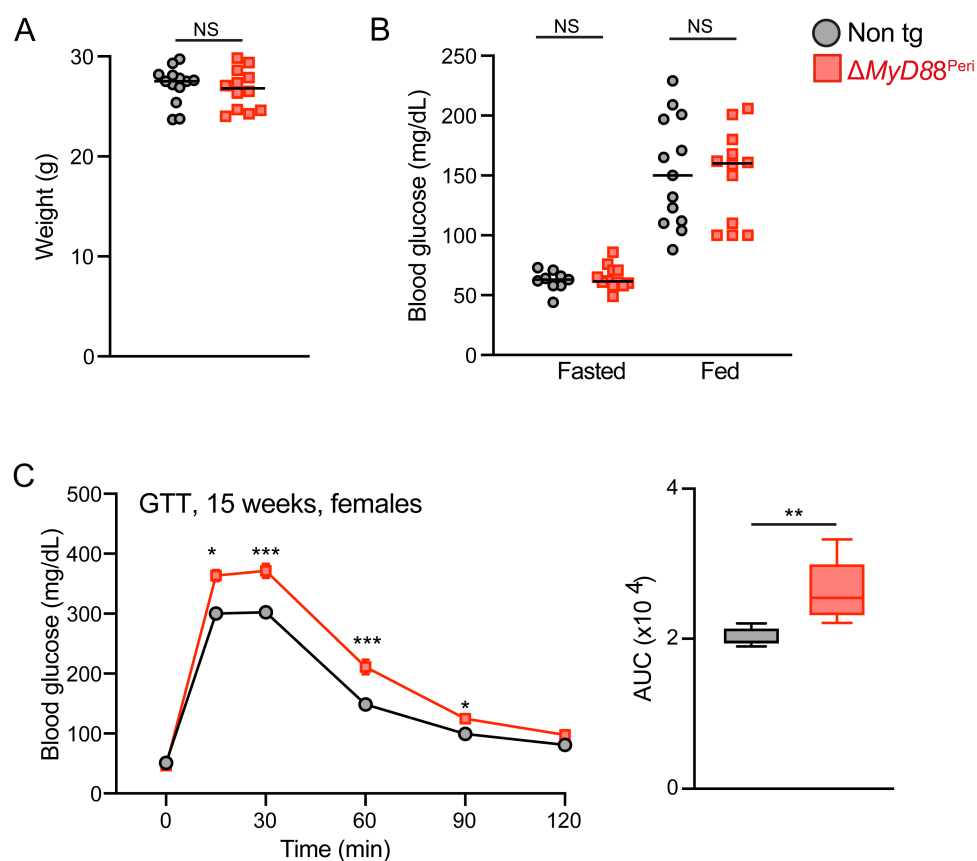 A
NS
30
20
10
0
Weight (g)
B
NS
NS
250
200
150
100
50
0
Blood glucose (mg/dL)
Fasted
Fed
Non tg
ΔMyD88Peri
C
GTT, 15 weeks, females
500
400
300
200
100
0
Blood glucose (mg/dL)
*
***
***
*
0
30
60
90
120
Time (min)
4
2
0
AUC (x10 4)
**